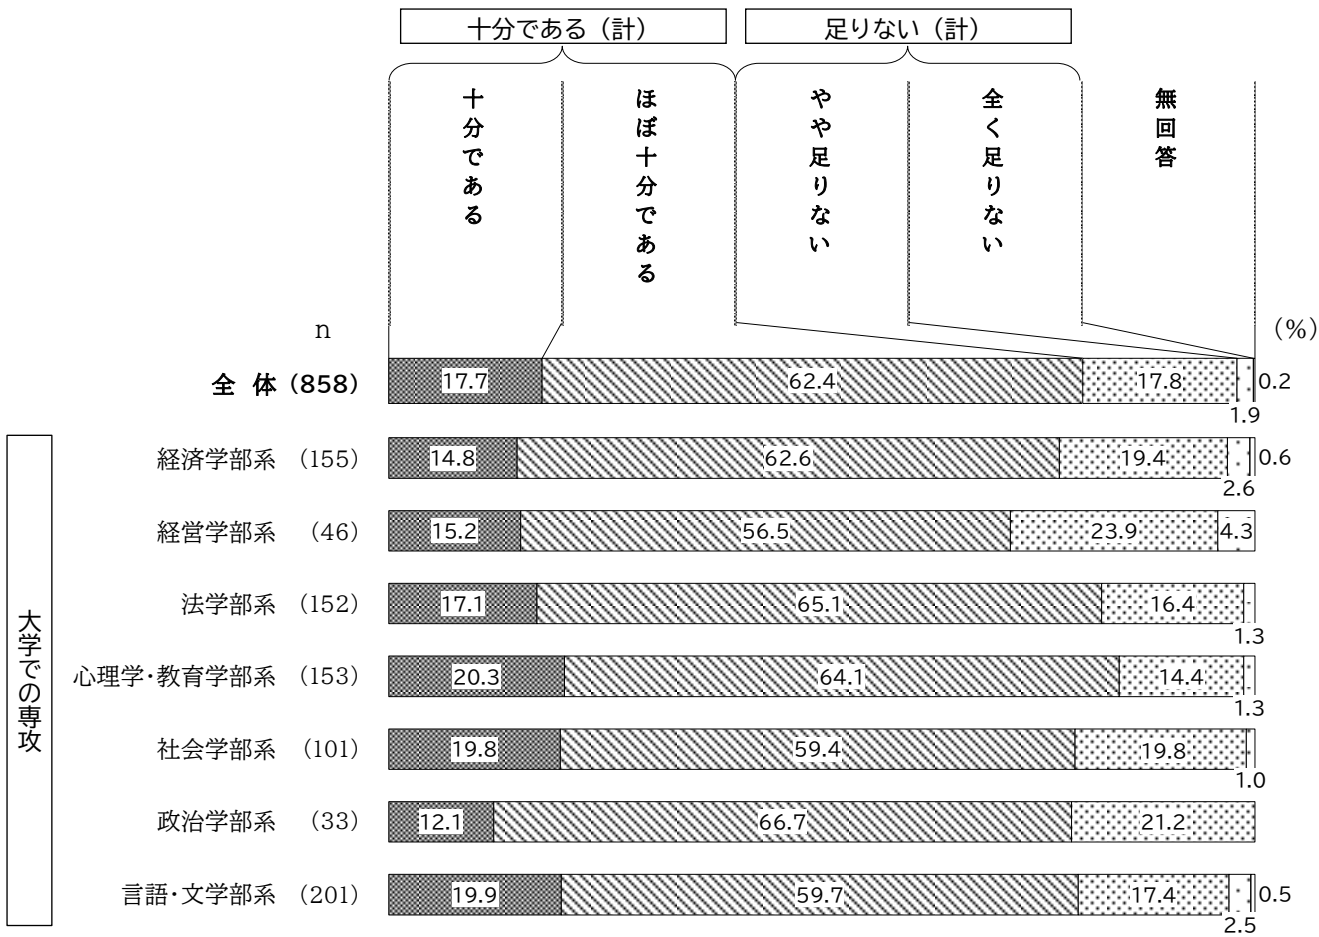 十分である（計）
足りない（計）
十分である
ほぼ十分である
やや足りない
全く足りない
無回答
n
(%)
全 体 (858) 17.7 62.4 17.8 1.9 0.2
大学での専攻
経済学部系 (155) 14.8 62.6 19.4 2.6 0.6
経営学部系 (46) 15.2 56.5 23.9 4.3
法学部系 (152) 17.1 65.1 16.4 1.3
心理学・教育学部系 (153) 20.3 64.1 14.4 1.3
社会学部系 (101) 19.8 59.4 19.8 1.0
政治学部系 (33) 12.1 66.7 21.2
言語・文学部系 (201) 19.9 59.7 17.4 2.5 0.5